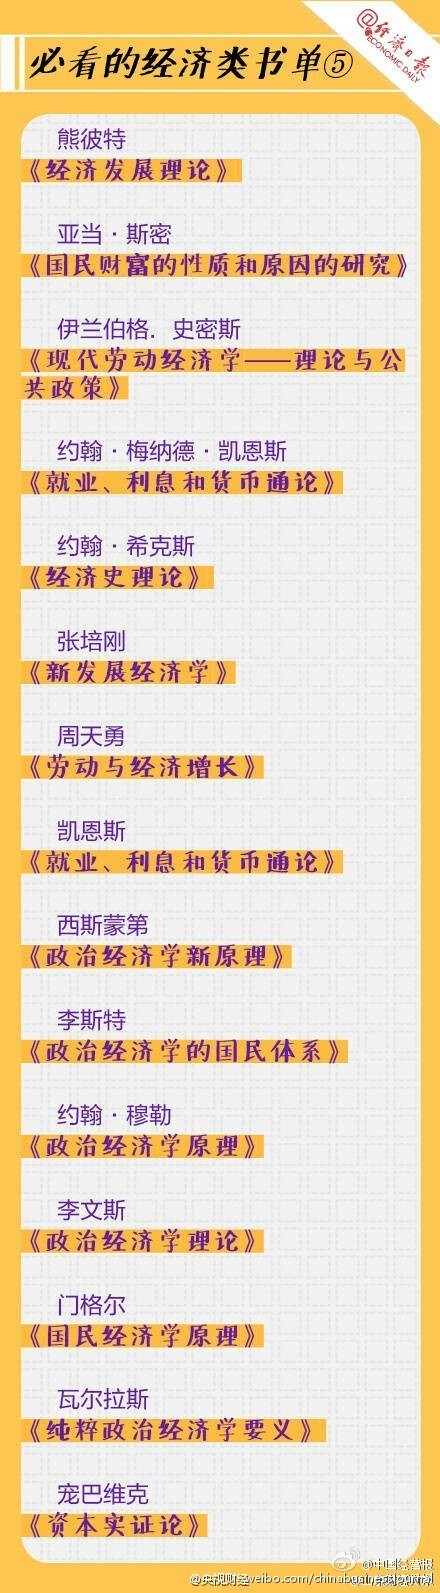 @经济日报
ECONOMIC DAILY
必看的经济类书单⑤
熊彼特
《经济发展理论》
亚当·斯密
《国民财富的性质和原因的研究》
伊兰伯格．史密斯
《现代劳动经济学——理论与公
共政策》
约翰·梅纳德·凯恩斯
《就业、利息和货币通论》
约翰·希克斯
《经济史理论》
张培刚
《新发展经济学》
周天勇
《劳动与经济增长》
凯恩斯
《就业、利息和货币通论》
西斯蒙第
《政治经济学新原理》
李斯特
《政治经济学的国民体系》
约翰·穆勒
《政治经济学原理》
李文斯
《政治经济学理论》
门格尔
《国民经济学原理》
瓦尔拉斯
《纯粹政治经济学要义》
宠巴维克
《资本实证论》
@中国经营报
@央视财经